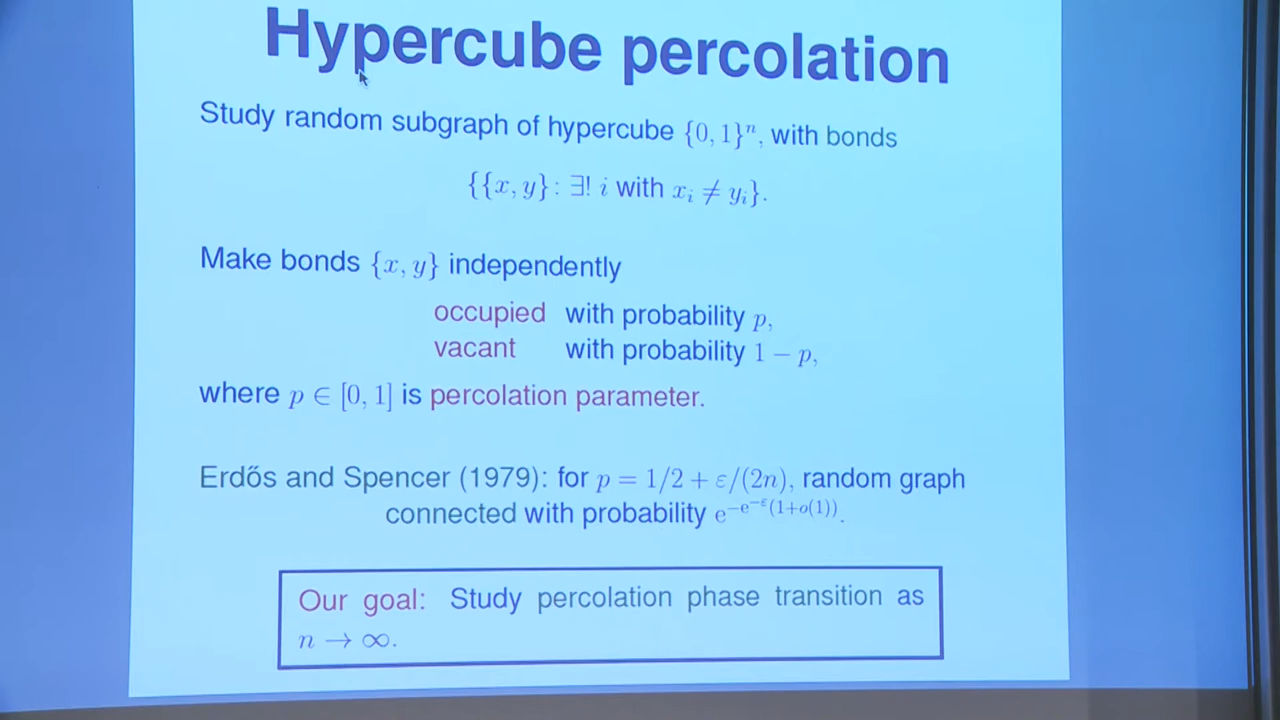 Hypercube percolation
Study random subgraph of hypercube {0, 1}ⁿ, with bonds
{{x, y}: ∃! i with xᵢ ≠ yᵢ}.
Make bonds {x, y} independently
occupied with probability p,
vacant with probability 1 − p,
where p ∈ [0, 1] is percolation parameter.
Erdős and Spencer (1979): for p = 1/2 + ε/(2n), random graph
connected with probability e^{−e^{−ε}(1+o(1))}.
Our goal: Study percolation phase transition as
n → ∞.